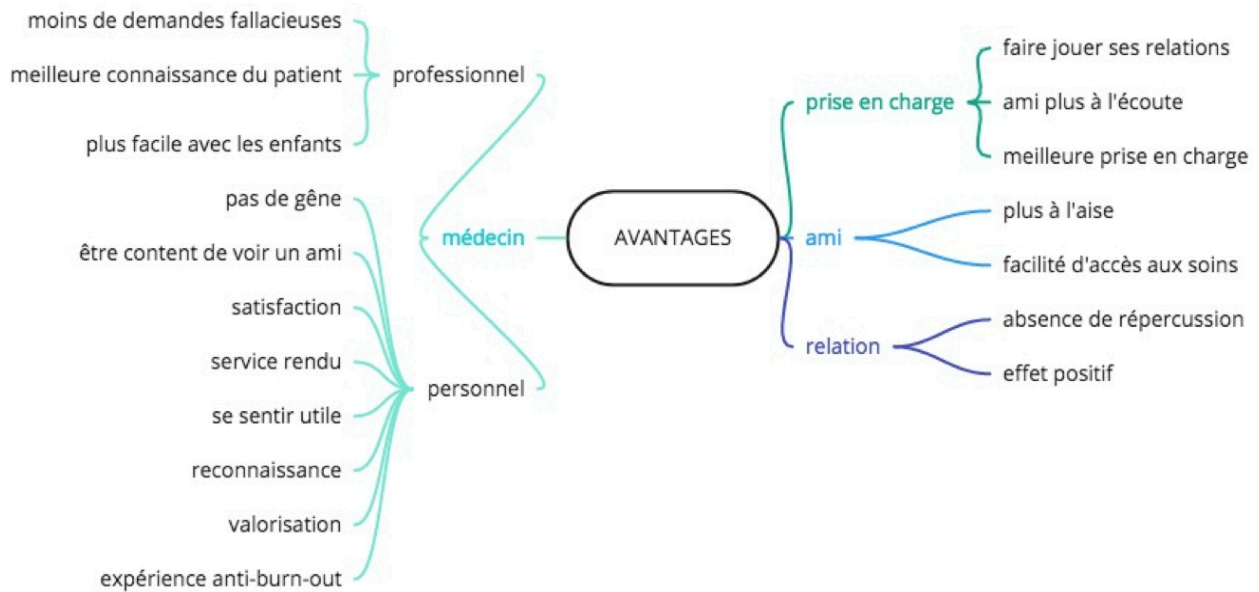 moins de demandes fallacieuses
meilleure connaissance du patient
plus facile avec les enfants
professionnel
pas de gêne
être content de voir un ami
satisfaction
service rendu
se sentir utile
reconnaissance
valorisation
expérience anti-burn-out
personnel
médecin
AVANTAGES
prise en charge
faire jouer ses relations
ami plus à l'écoute
meilleure prise en charge
ami
plus à l'aise
facilité d'accès aux soins
relation
absence de répercussion
effet positif